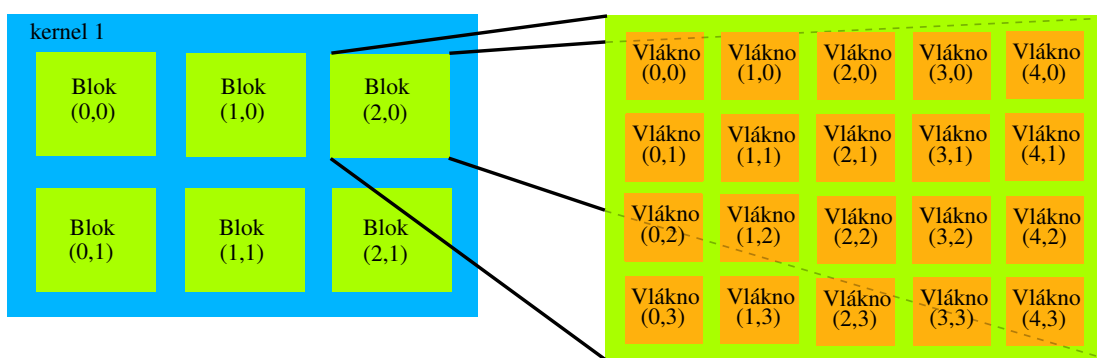 kernel 1
Blok
(0,0)
Blok
(1,0)
Blok
(2,0)
Blok
(0,1)
Blok
(1,1)
Blok
(2,1)
Vlákno
(0,0)
Vlákno
(1,0)
Vlákno
(2,0)
Vlákno
(3,0)
Vlákno
(4,0)
Vlákno
(0,1)
Vlákno
(1,1)
Vlákno
(2,1)
Vlákno
(3,1)
Vlákno
(4,1)
Vlákno
(0,2)
Vlákno
(1,2)
Vlákno
(2,2)
Vlákno
(3,2)
Vlákno
(4,2)
Vlákno
(0,3)
Vlákno
(1,3)
Vlákno
(2,3)
Vlákno
(3,3)
Vlákno
(4,3)